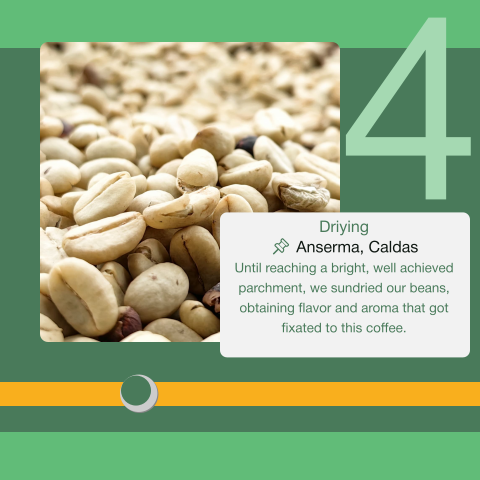 4
Driying
Anserma, Caldas
Until reaching a bright, well achieved
parchment, we sundried our beans,
obtaining flavor and aroma that got
fixated to this coffee.